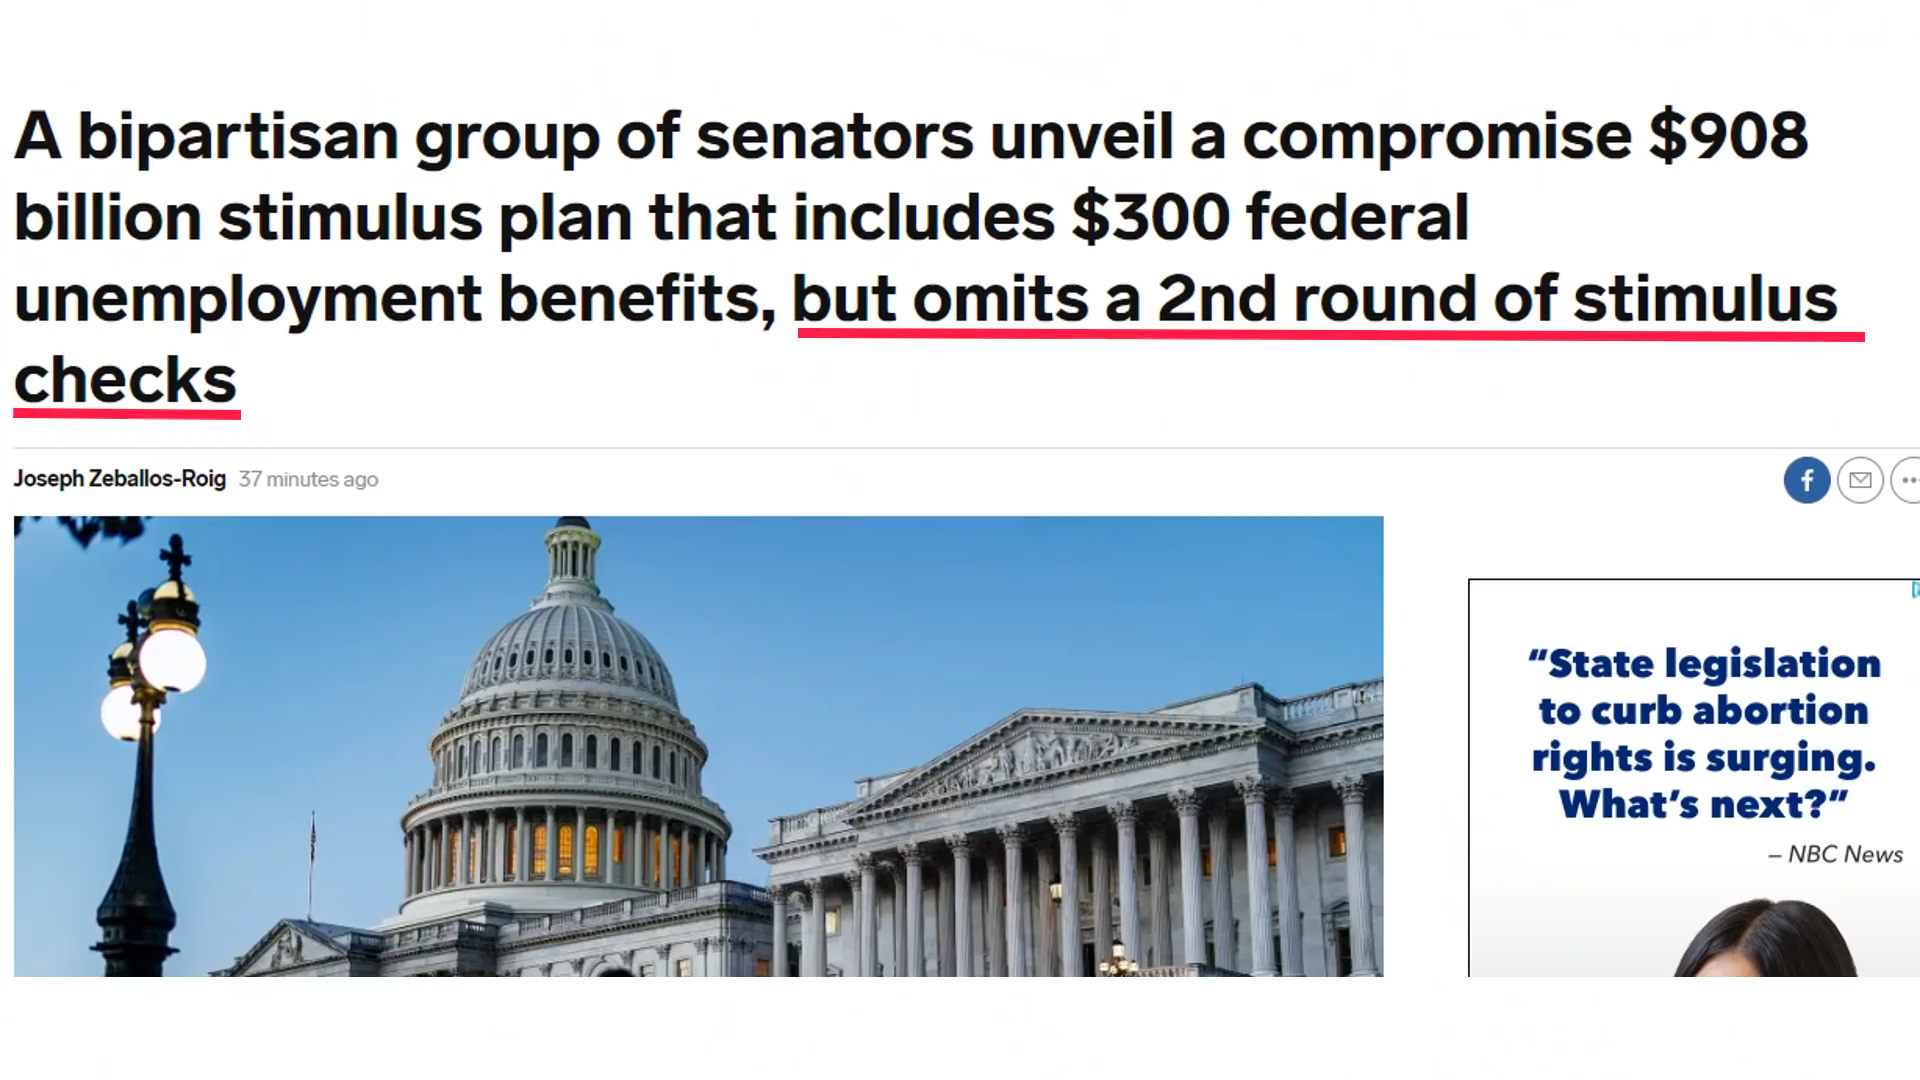 A bipartisan group of senators unveil a compromise $908
billion stimulus plan that includes $300 federal
unemployment benefits, but omits a 2nd round of stimulus
checks
Joseph Zeballos-Roig 37 minutes ago
f
“State legislation
to curb abortion
rights is surging.
What’s next?”
– NBC News